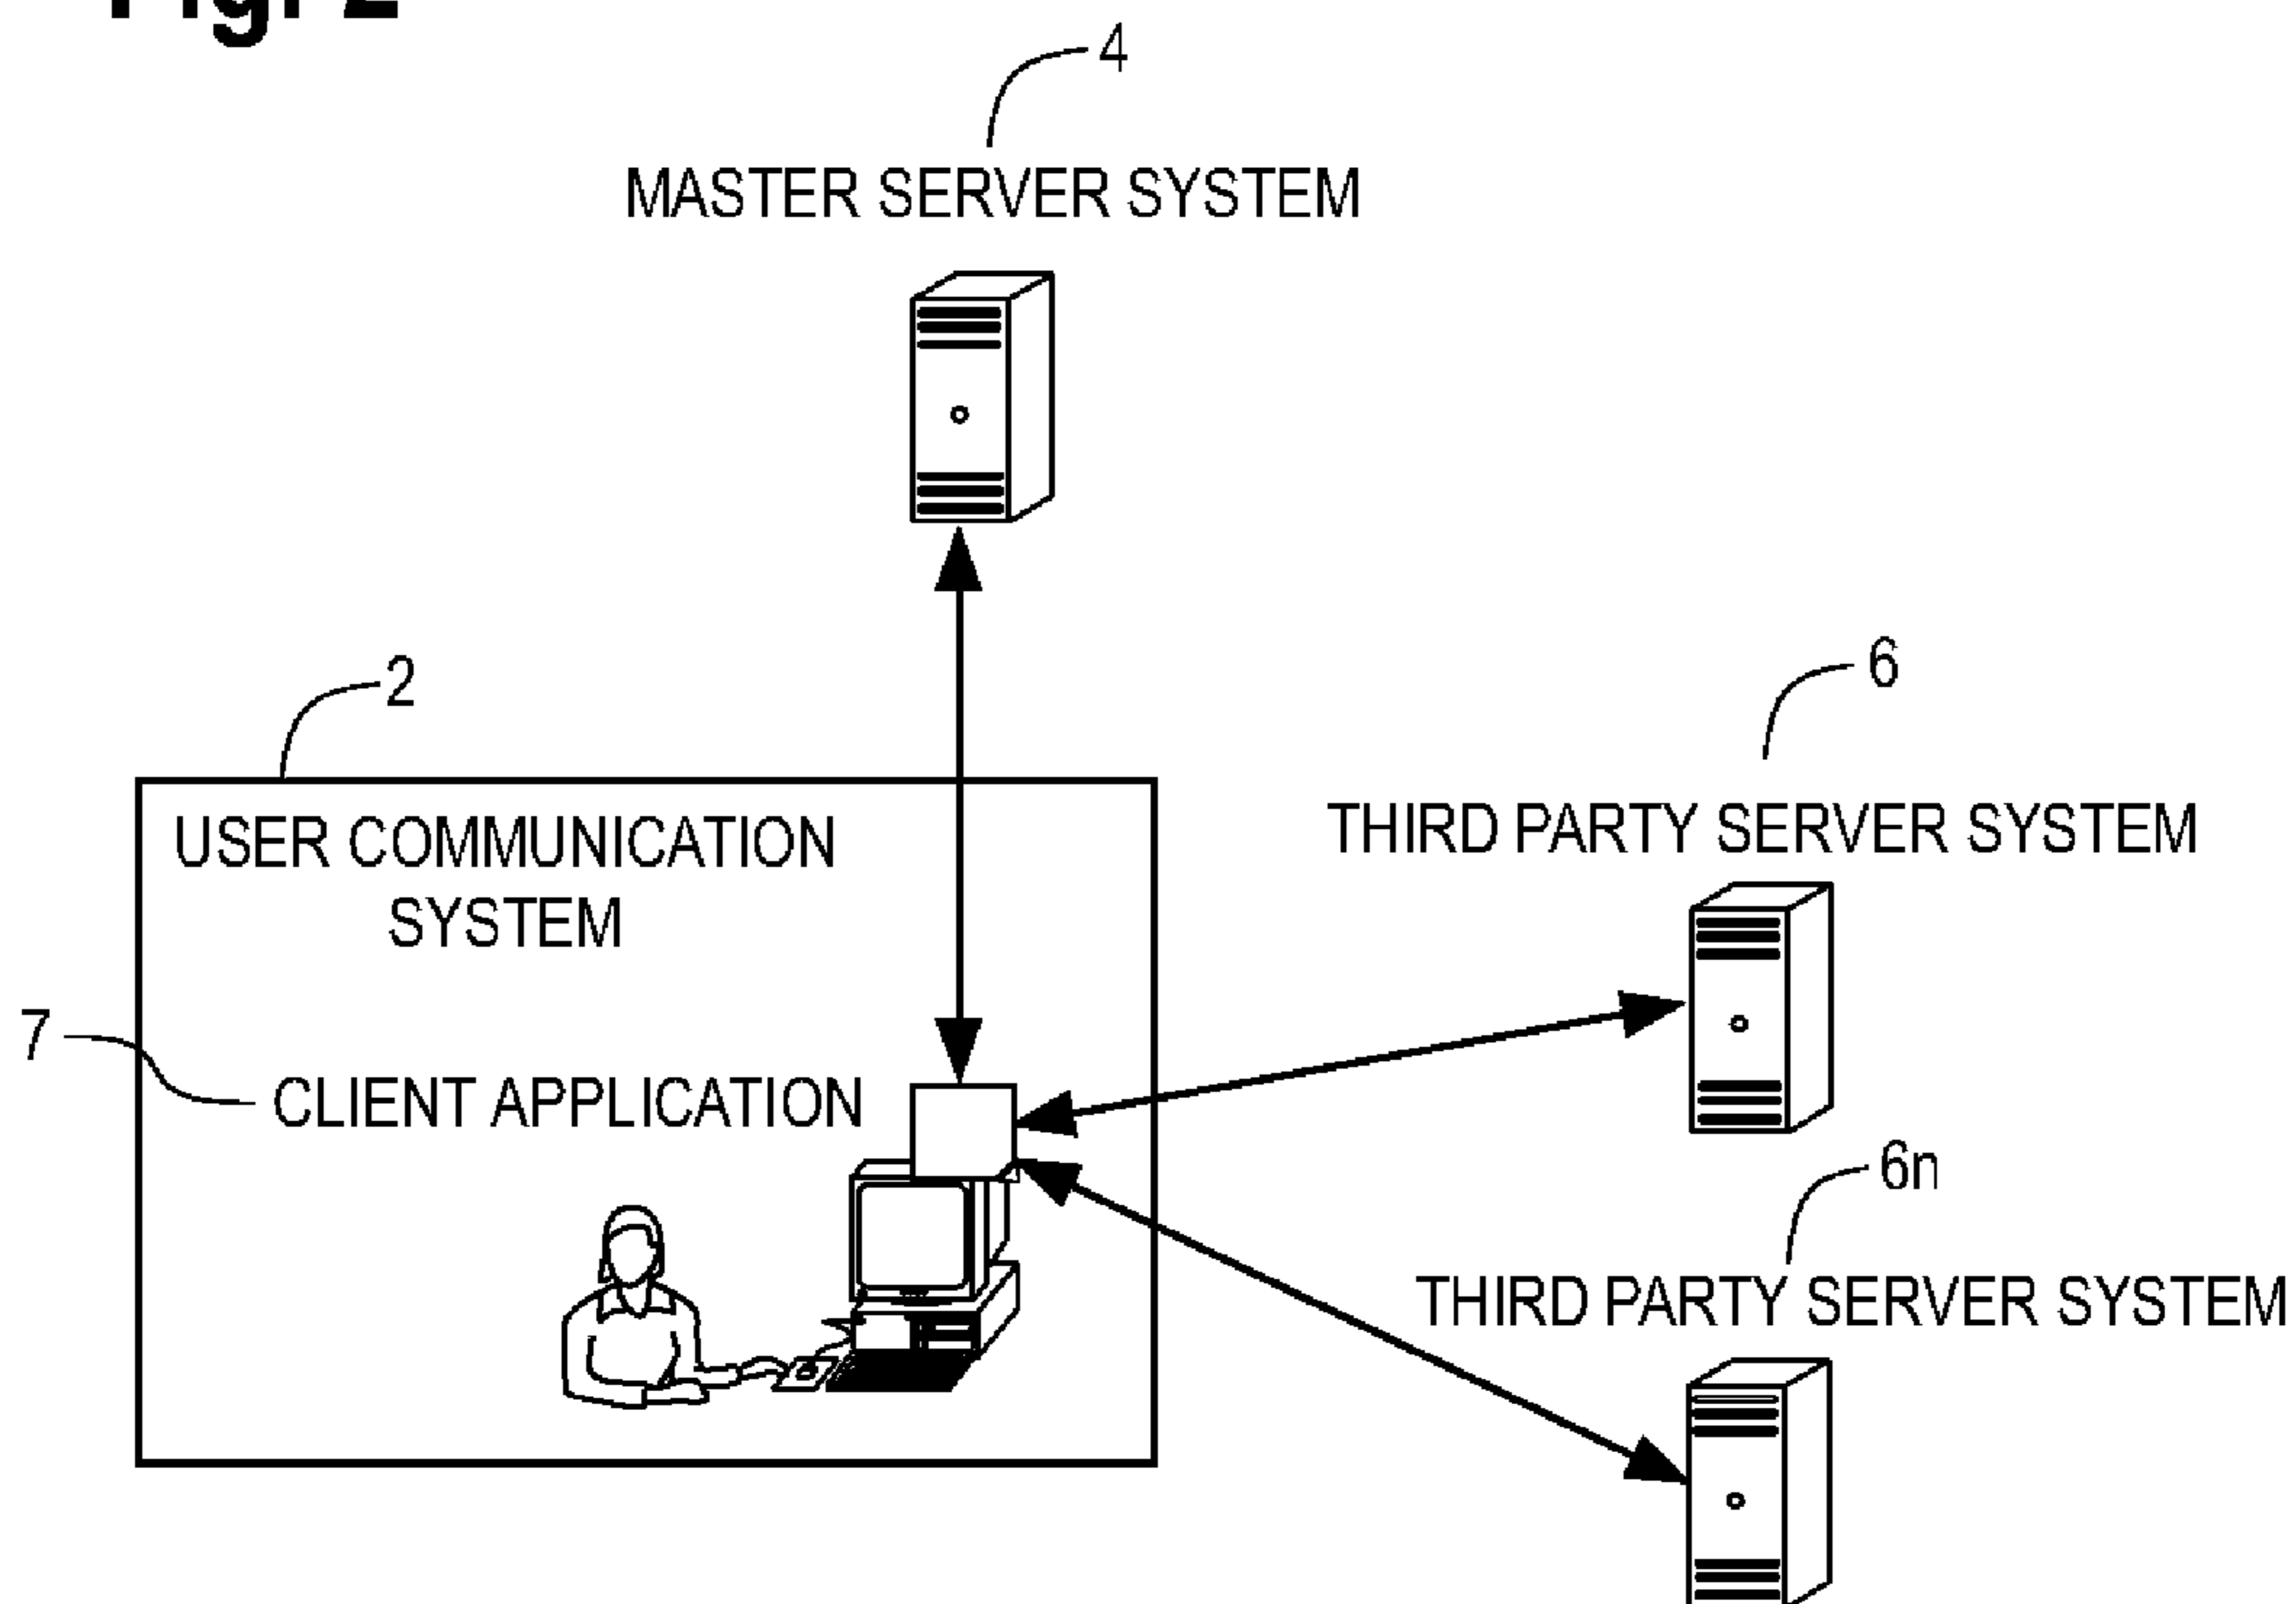 Fig. 2
4
MASTER SERVER SYSTEM
2
6
USER COMMUNICATION
SYSTEM
THIRD PARTY SERVER SYSTEM
7
CLIENT APPLICATION
6n
THIRD PARTY SERVER SYSTEM